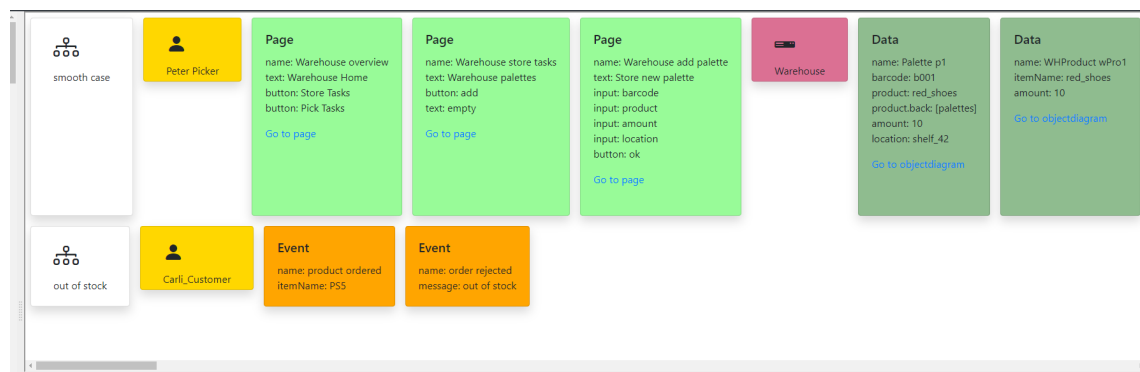 smooth case
Peter Picker
Page
name: Warehouse overview
text: Warehouse Home
button: Store Tasks
button: Pick Tasks
Go to page
Page
name: Warehouse store tasks
text: Warehouse palettes
button: add
text: empty
Go to page
Page
name: Warehouse add palette
text: Store new palette
input: barcode
input: product
input: amount
input: location
button: ok
Go to page
Warehouse
Data
name: Palette p1
barcode: b001
product: red_shoes
product.back: [palettes]
amount: 10
location: shelf_42
Go to objectdiagram
Data
name: WHProduct wPro1
itemName: red_shoes
amount: 10
Go to objectdiagram
out of stock
Carli_Customer
Event
name: product ordered
itemName: PS5
Event
name: order rejected
message: out of stock